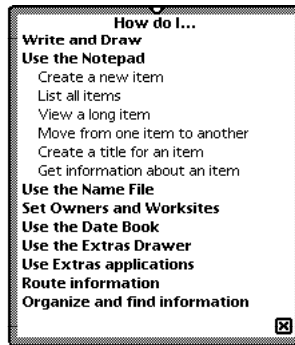 How do I...
Write and Draw
Use the Notepad
Create a new item
List all items
View a long item
Move from one item to another
Create a title for an item
Get information about an item
Use the Name File
Set Owners and Worksites
Use the Date Book
Use the Extras Drawer
Use Extras applications
Route information
Organize and find information